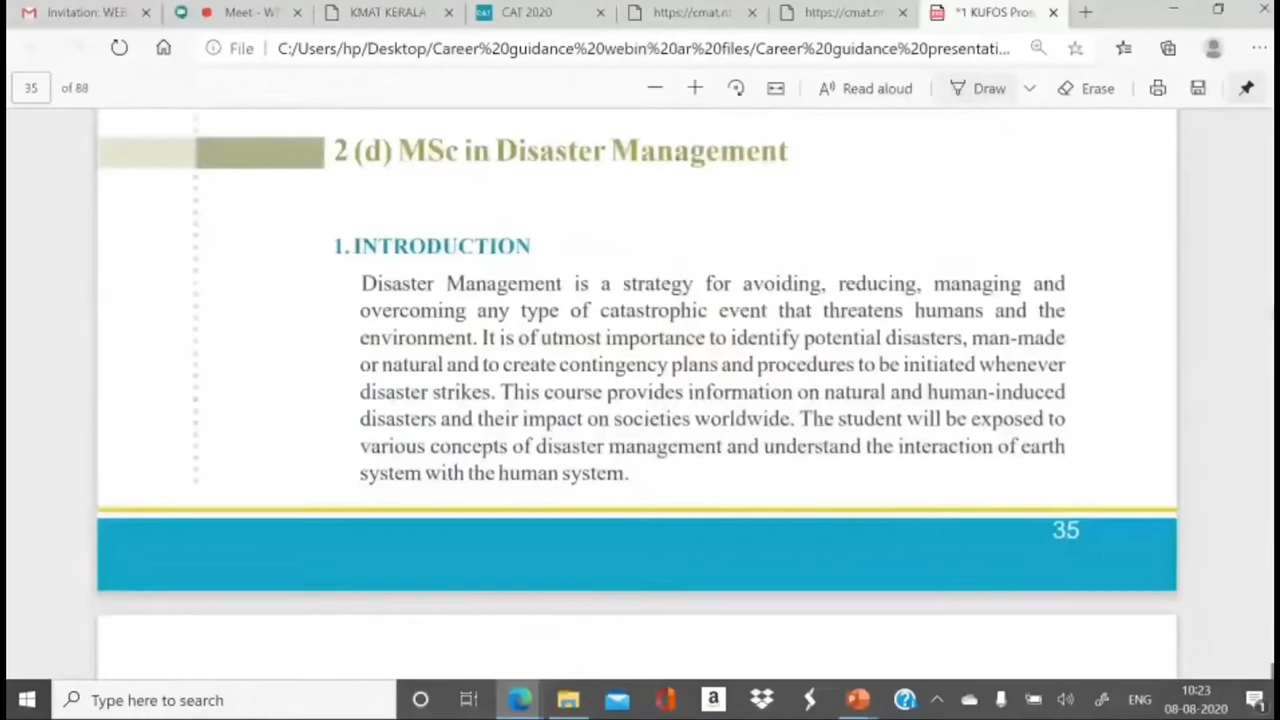 Invitation: WEB
Meet - W
KMAT KERALA
CAT CAT 2020
https://cmat.n
https://cmat.n
*1 KUFOS Pros
File C:/Users/hp/Desktop/Career%20guidance%20webin%20ar%20files/Career%20guidance%20presentati...
35 of 88
Read aloud
Draw
Erase
2 (d) MSc in Disaster Management
1. INTRODUCTION
Disaster Management is a strategy for avoiding, reducing, managing and
overcoming any type of catastrophic event that threatens humans and the
environment. It is of utmost importance to identify potential disasters, man-made
or natural and to create contingency plans and procedures to be initiated whenever
disaster strikes. This course provides information on natural and human-induced
disasters and their impact on societies worldwide. The student will be exposed to
various concepts of disaster management and understand the interaction of earth
system with the human system.
35
Type here to search
ENG
10:23
08-08-2020